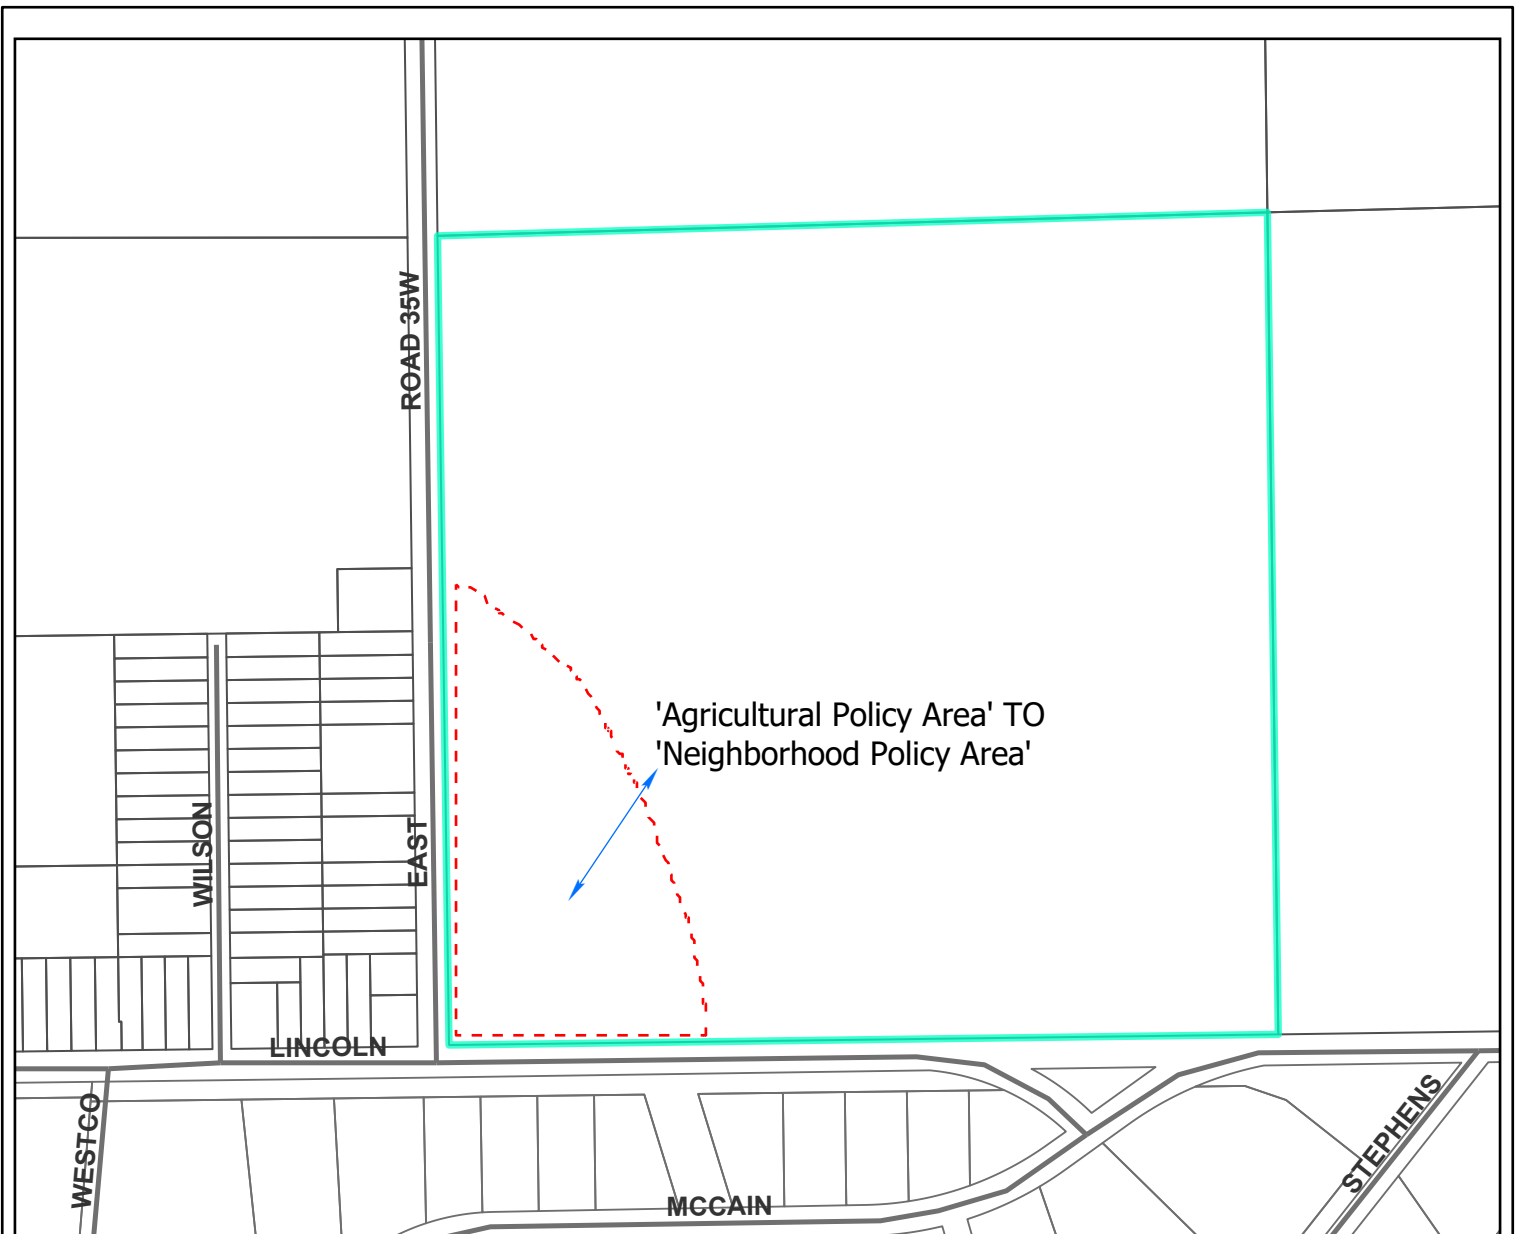 ROAD 35W
'Agricultural Policy Area' TO
'Neighborhood Policy Area'
WILSON
EAST
LINCOLN
WESTCO
STEPHENS
MCCAIN